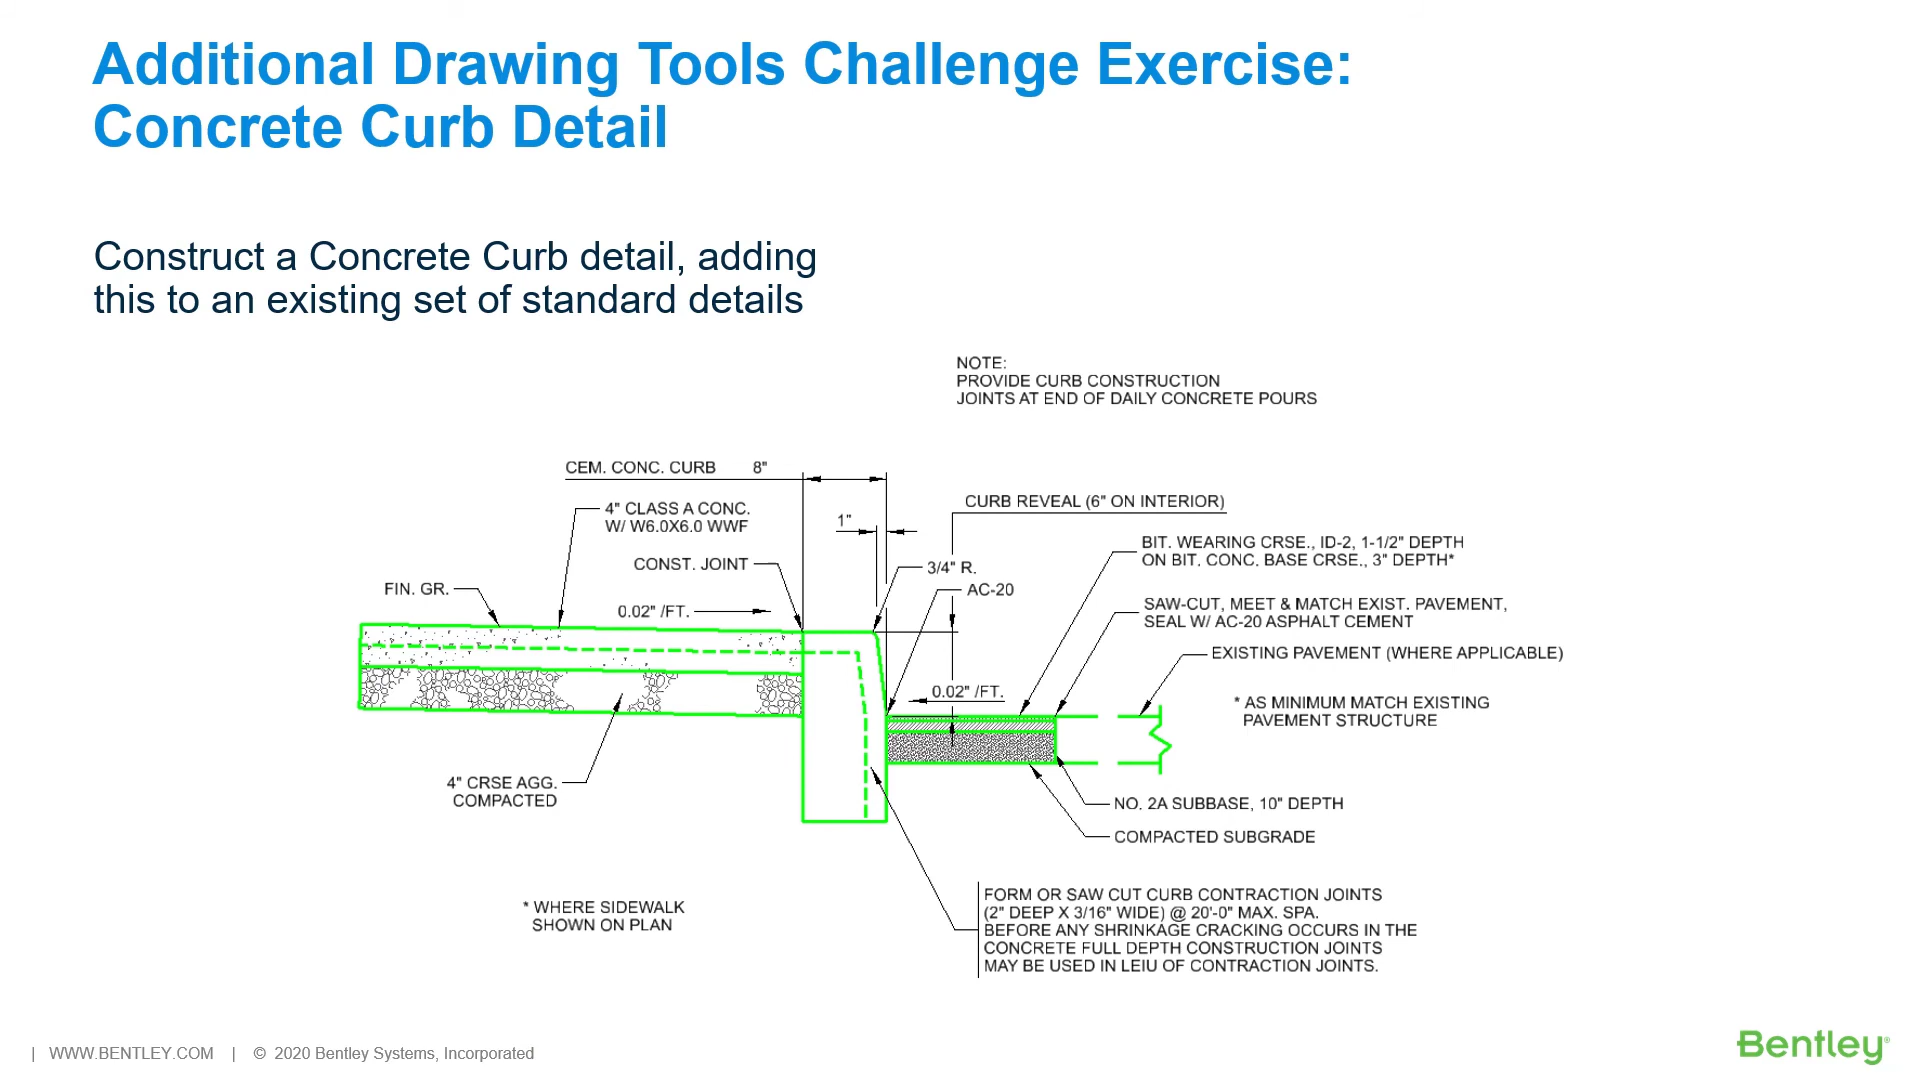 Additional Drawing Tools Challenge Exercise:
Concrete Curb Detail
Construct a Concrete Curb detail, adding
this to an existing set of standard details
NOTE:
PROVIDE CURB CONSTRUCTION
JOINTS AT END OF DAILY CONCRETE POURS
CEM. CONC. CURB 8"
4" CLASS A CONC.
W/ W6.0X6.0 WWF
1"
CURB REVEAL (6" ON INTERIOR)
CONST. JOINT
3/4" R.
AC-20
FIN. GR.
0.02" /FT.
BIT. WEARING CRSE., ID-2, 1-1/2" DEPTH
ON BIT. CONC. BASE CRSE., 3" DEPTH*
SAW-CUT, MEET & MATCH EXIST. PAVEMENT,
SEAL W/ AC-20 ASPHALT CEMENT
EXISTING PAVEMENT (WHERE APPLICABLE)
0.02" /FT.
* AS MINIMUM MATCH EXISTING
PAVEMENT STRUCTURE
4" CRSE AGG.
COMPACTED
NO. 2A SUBBASE, 10" DEPTH
COMPACTED SUBGRADE
* WHERE SIDEWALK
SHOWN ON PLAN
FORM OR SAW CUT CURB CONTRACTION JOINTS
(2" DEEP X 3/16" WIDE) @ 20'-0" MAX. SPA.
BEFORE ANY SHRINKAGE CRACKING OCCURS IN THE
CONCRETE FULL DEPTH CONSTRUCTION JOINTS
MAY BE USED IN LEIU OF CONTRACTION JOINTS.
| WWW.BENTLEY.COM | © 2020 Bentley Systems, Incorporated
Bentley®